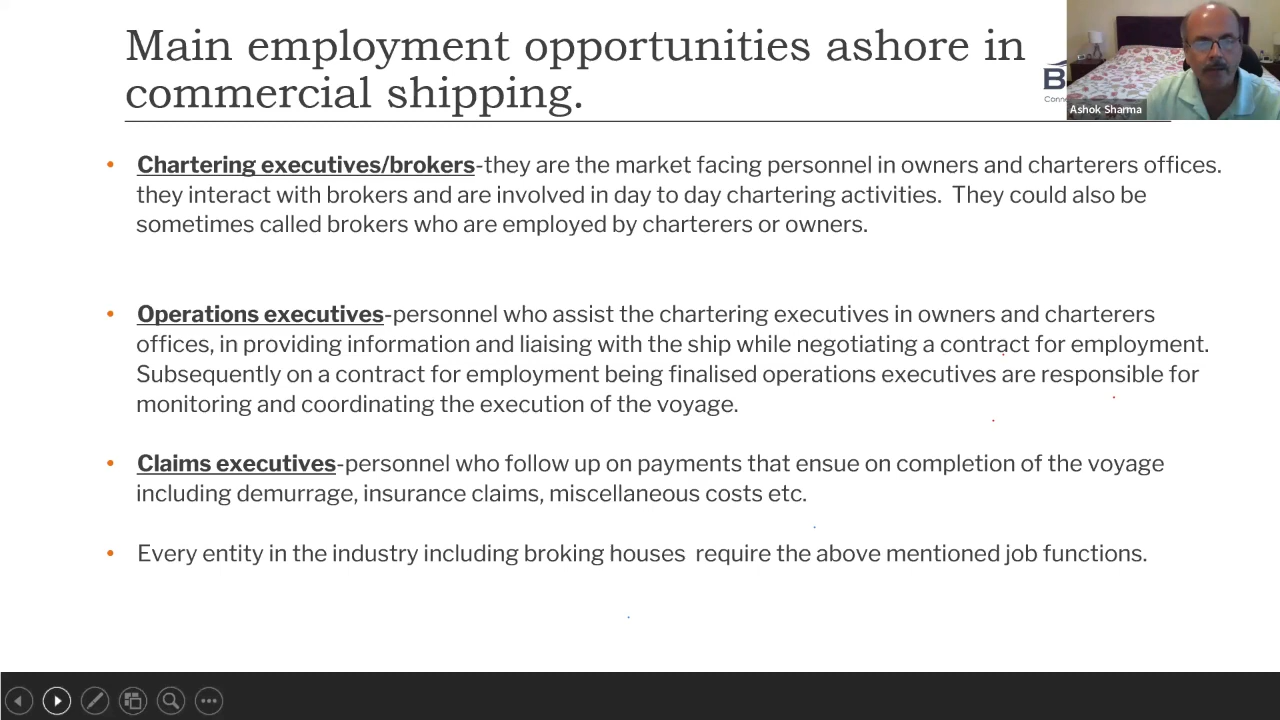 Main employment opportunities ashore in
commercial shipping.
Ashok Sharma
• Chartering executives/brokers-they are the market facing personnel in owners and charterers offices.
they interact with brokers and are involved in day to day chartering activities.  They could also be
sometimes called brokers who are employed by charterers or owners.
• Operations executives-personnel who assist the chartering executives in owners and charterers
offices, in providing information and liaising with the ship while negotiating a contract for employment.
Subsequently on a contract for employment being finalised operations executives are responsible for
monitoring and coordinating the execution of the voyage.
• Claims executives-personnel who follow up on payments that ensue on completion of the voyage
including demurrage, insurance claims, miscellaneous costs etc.
• Every entity in the industry including broking houses  require the above mentioned job functions.